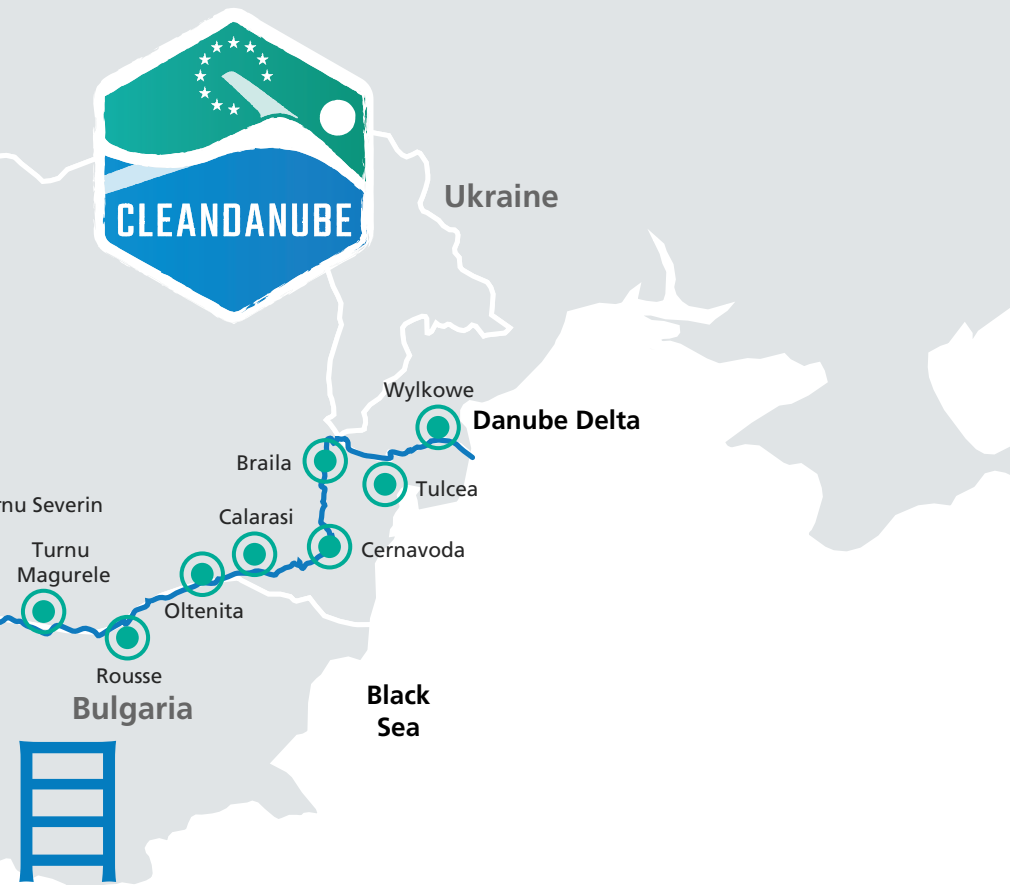 CLEANDANUBE
Ukraine
Wylkowe
Danube Delta
Braila
Tulcea
rnu Severin
Calarasi
Cernavoda
Turnu
Magurele
Oltenita
Rousse
Bulgaria
Black
Sea